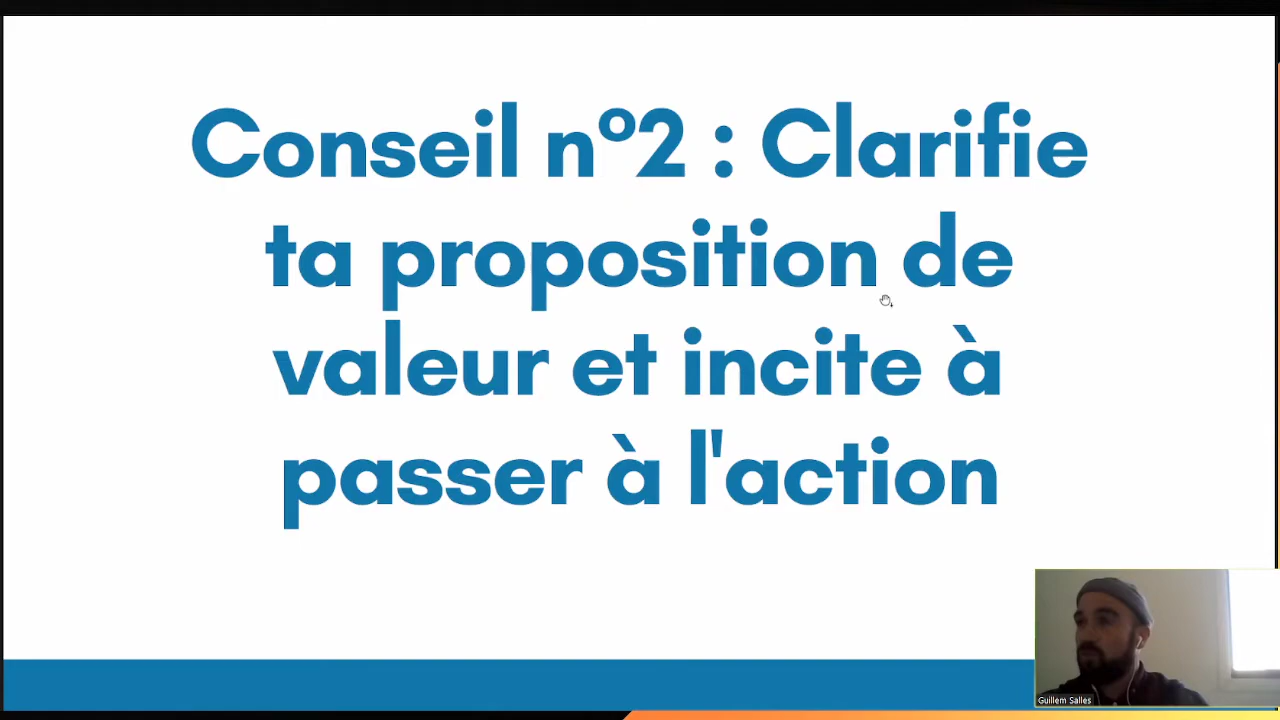 Conseil n°2 : Clarifie
ta proposition de
valeur et incite à
passer à l'action
Guillem Salles